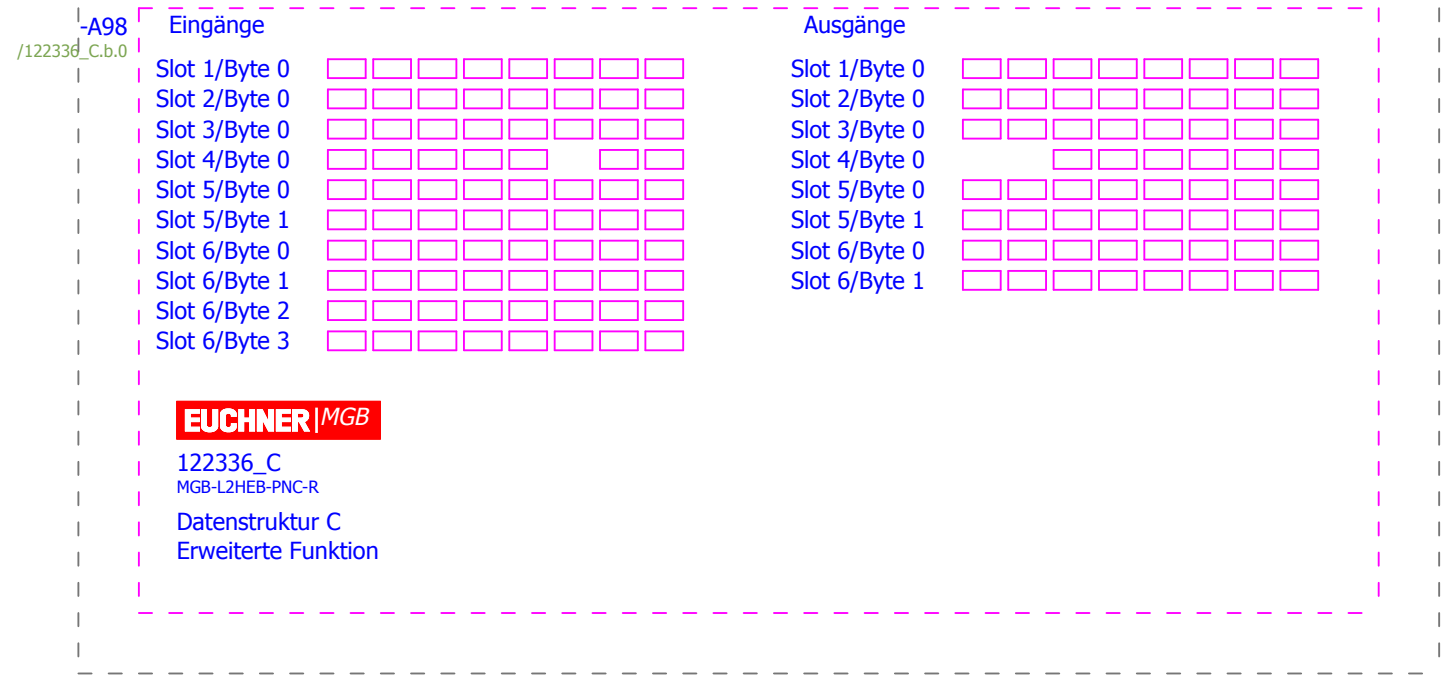 -A98
/122336_C.b.0
Eingänge
Slot 1/Byte 0
Slot 2/Byte 0
Slot 3/Byte 0
Slot 4/Byte 0
Slot 5/Byte 0
Slot 5/Byte 1
Slot 6/Byte 0
Slot 6/Byte 1
Slot 6/Byte 2
Slot 6/Byte 3
Ausgänge
Slot 1/Byte 0
Slot 2/Byte 0
Slot 3/Byte 0
Slot 4/Byte 0
Slot 5/Byte 0
Slot 5/Byte 1
Slot 6/Byte 0
Slot 6/Byte 1
EUCHNER|MGB
122336_C
MGB-L2HEB-PNC-R
Datenstruktur C
Erweiterte Funktion